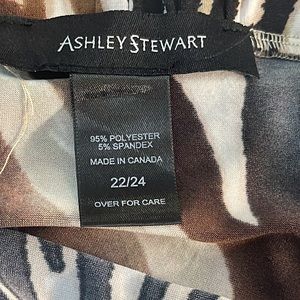 ASHLEY STEWART
95% POLYESTER
5% SPANDEX
MADE IN CANADA
22/24
OVER FOR CARE